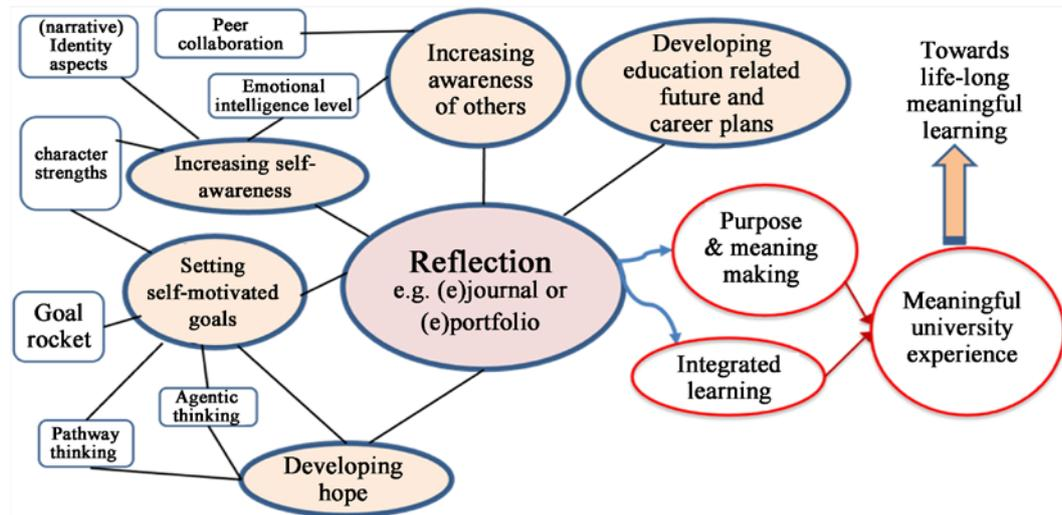 (narrative)
Identity
aspects
Peer
collaboration
Increasing
awareness
of others
Developing
education related
future and
career plans
Towards
life-long
meaningful
learning
Emotional
intelligence level
character
strengths
Increasing self-
awareness
Setting
self-motivated
goals
Reflection
e.g. (e)journal or
(e)portfolio
Purpose
& meaning
making
Meaningful
university
experience
Goal
rocket
Integrated
learning
Agentic
thinking
Pathway
thinking
Developing
hope